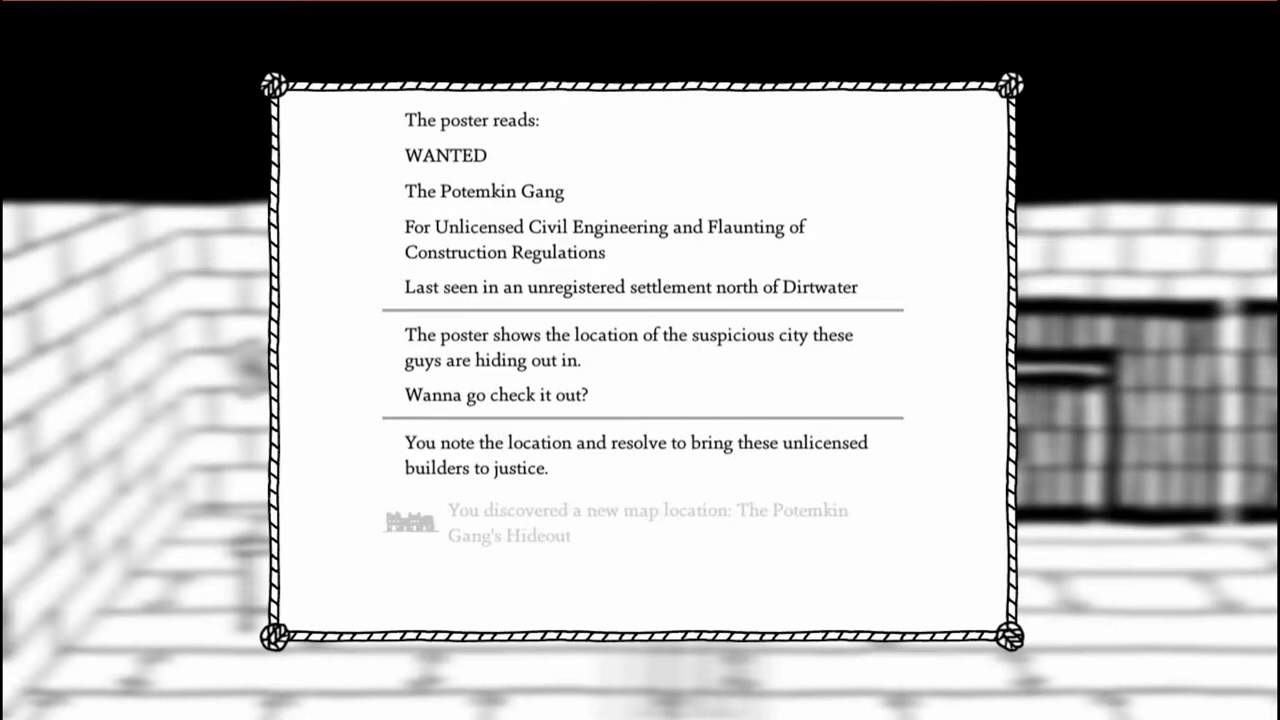 The poster reads:
WANTED
The Potemkin Gang
For Unlicensed Civil Engineering and Flaunting of
Construction Regulations
Last seen in an unregistered settlement north of Dirtwater
The poster shows the location of the suspicious city these
guys are hiding out in.
Wanna go check it out?
You note the location and resolve to bring these unlicensed
builders to justice.
You discovered a new map location: The Potemkin
Gang's Hideout